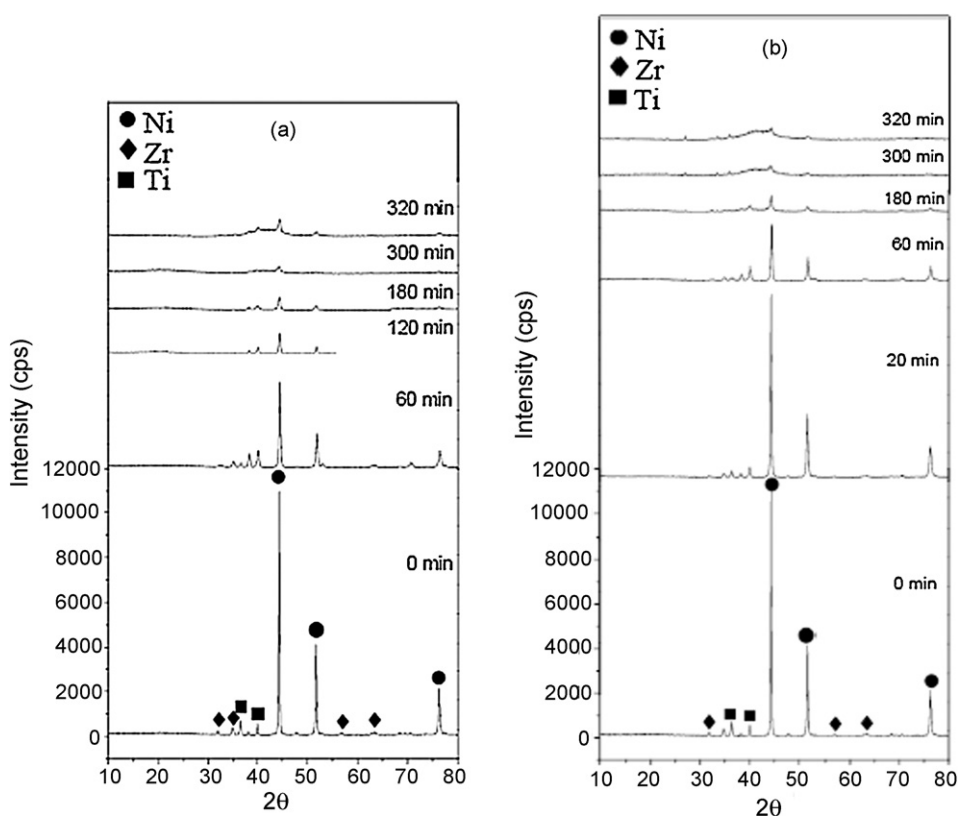 Ni
Zr
Ti
(a)
320 min
300 min
180 min
120 min
60 min
0 min
Intensity (cps)
12000
10000
8000
6000
4000
2000
0
10 20 30 40 50 60 70 80
2θ
Ni
Zr
Ti
(b)
320 min
300 min
180 min
60 min
20 min
0 min
Intensity (cps)
12000
10000
8000
6000
4000
2000
0
10 20 30 40 50 60 70 80
2θ